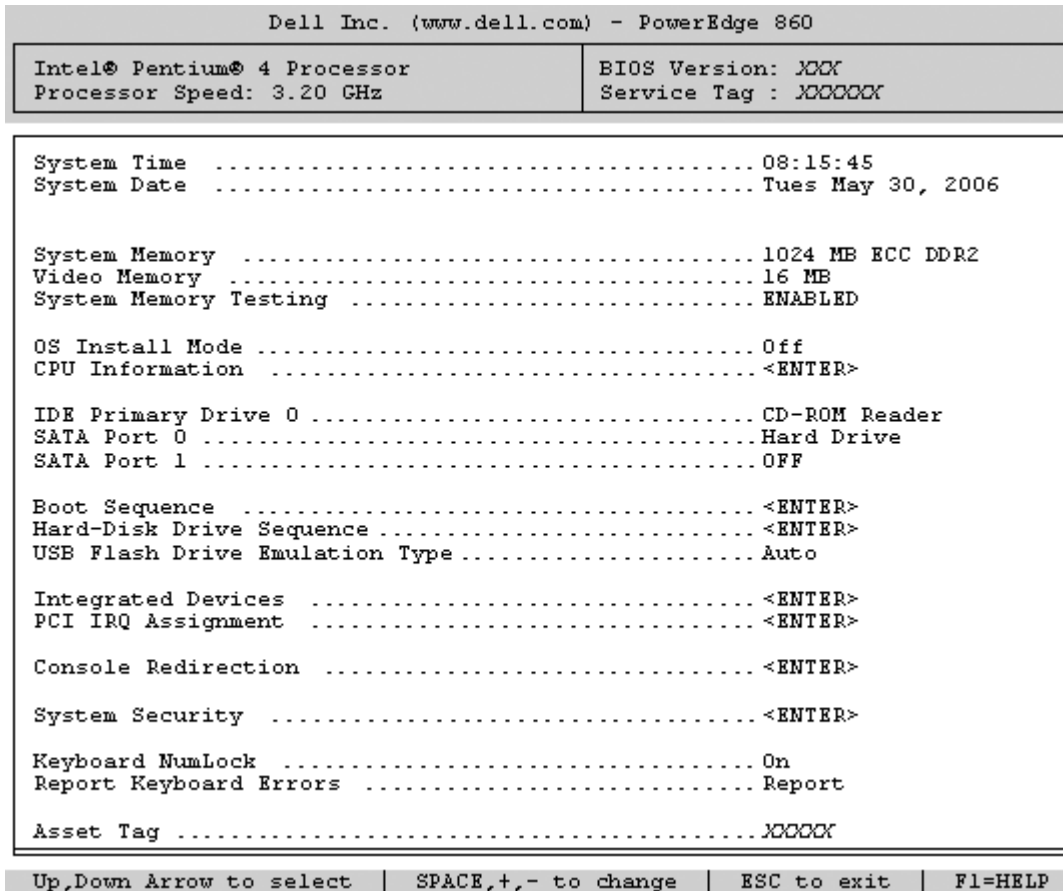 Dell Inc. (www.dell.com) - PowerEdge 860
Intel® Pentium® 4 Processor
Processor Speed: 3.20 GHz
BIOS Version: XXX
Service Tag : XXXXXX
System Time ....................................... 08:15:45
System Date ....................................... Tues May 30, 2006
System Memory ..................................... 1024 MB ECC DDR2
Video Memory ...................................... 16 MB
System Memory Testing ............................. ENABLED
OS Install Mode .................................... Off
CPU Information ................................... <ENTER>
IDE Primary Drive 0 ................................ CD-ROM Reader
SATA Port 0 ........................................ Hard Drive
SATA Port 1 ........................................ OFF
Boot Sequence ....................................... <ENTER>
Hard-Disk Drive Sequence ........................... <ENTER>
USB Flash Drive Emulation Type ..................... Auto
Integrated Devices ................................ <ENTER>
PCI IRQ Assignment ................................ <ENTER>
Console Redirection ............................... <ENTER>
System Security ................................... <ENTER>
Keyboard NumLock .................................. On
Report Keyboard Errors ............................ Report
Asset Tag .......................................... XXXXX
Up,Down Arrow to select | SPACE,+,- to change | ESC to exit | F1=HELP